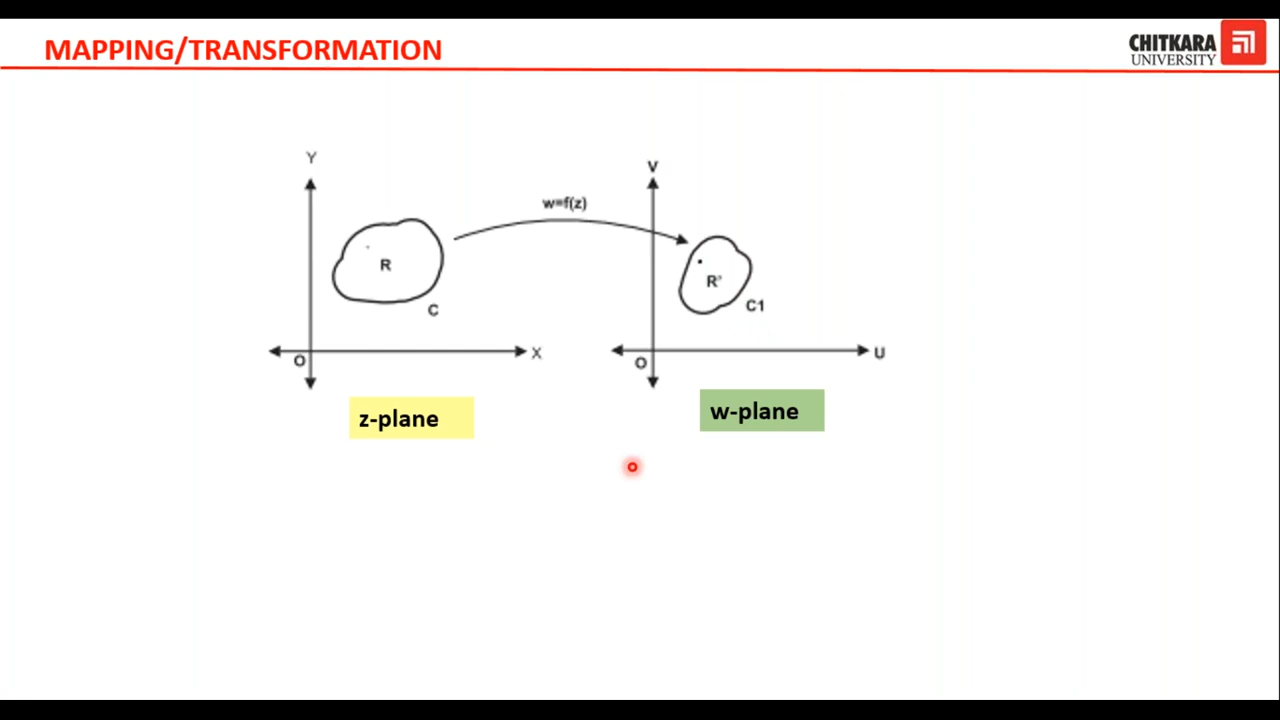 MAPPING/TRANSFORMATION
CHITKARA
UNIVERSITY
Y
V
w=f(z)
R
R'
C
C1
O
X
O
U
z-plane
w-plane